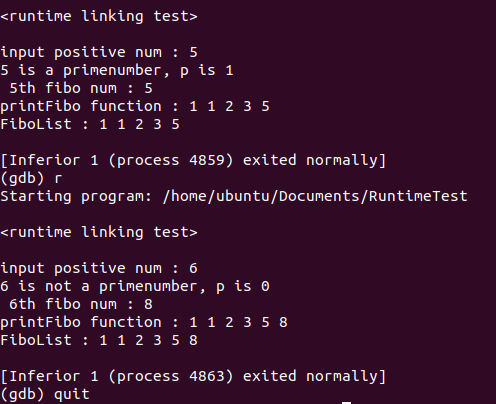 <runtime linking test>
input positive num : 5
5 is a primenumber, p is 1
 5th fibo num : 5
printFibo function : 1 1 2 3 5
FiboList : 1 1 2 3 5
[Inferior 1 (process 4859) exited normally]
(gdb) r
Starting program: /home/ubuntu/Documents/RuntimeTest
<runtime linking test>
input positive num : 6
6 is not a primenumber, p is 0
 6th fibo num : 8
printFibo function : 1 1 2 3 5 8
FiboList : 1 1 2 3 5 8
[Inferior 1 (process 4863) exited normally]
(gdb) quit